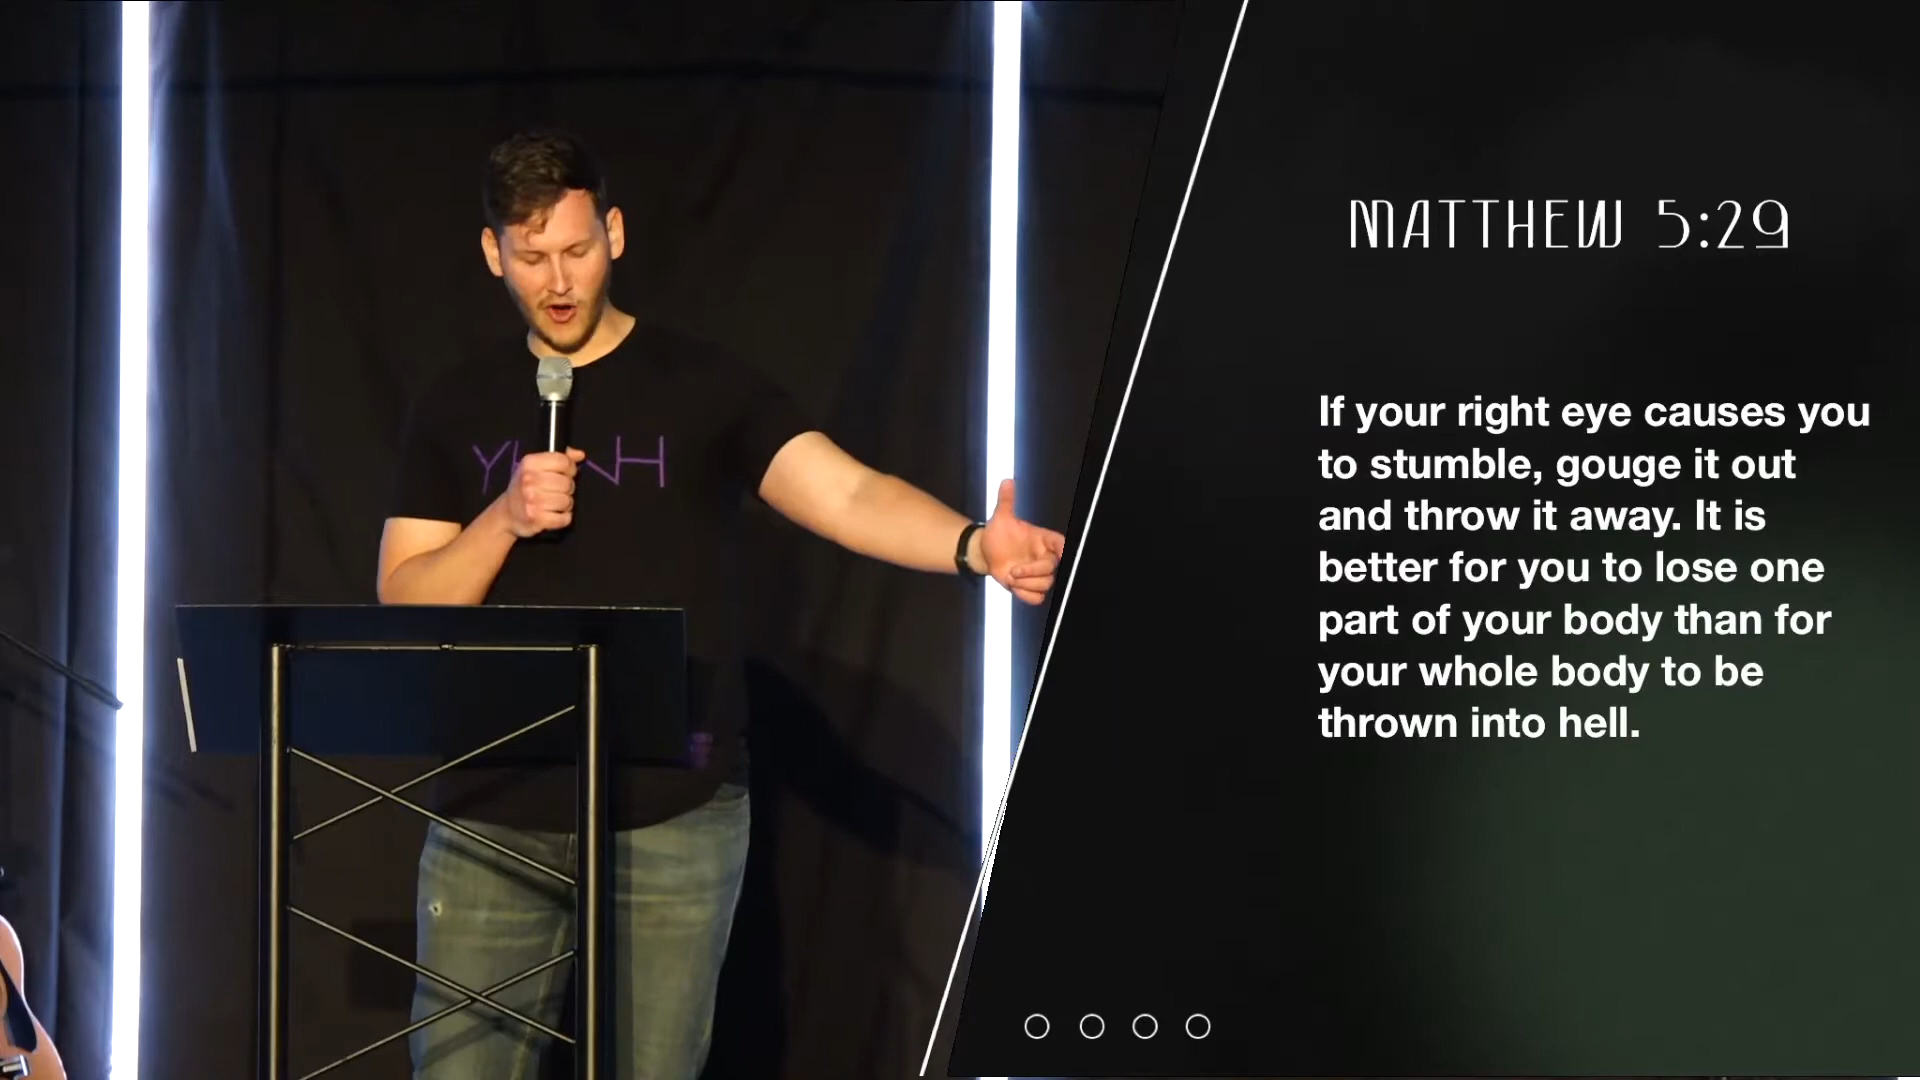 MATTHEW 5:29
If your right eye causes you
to stumble, gouge it out
and throw it away. It is
better for you to lose one
part of your body than for
your whole body to be
thrown into hell.